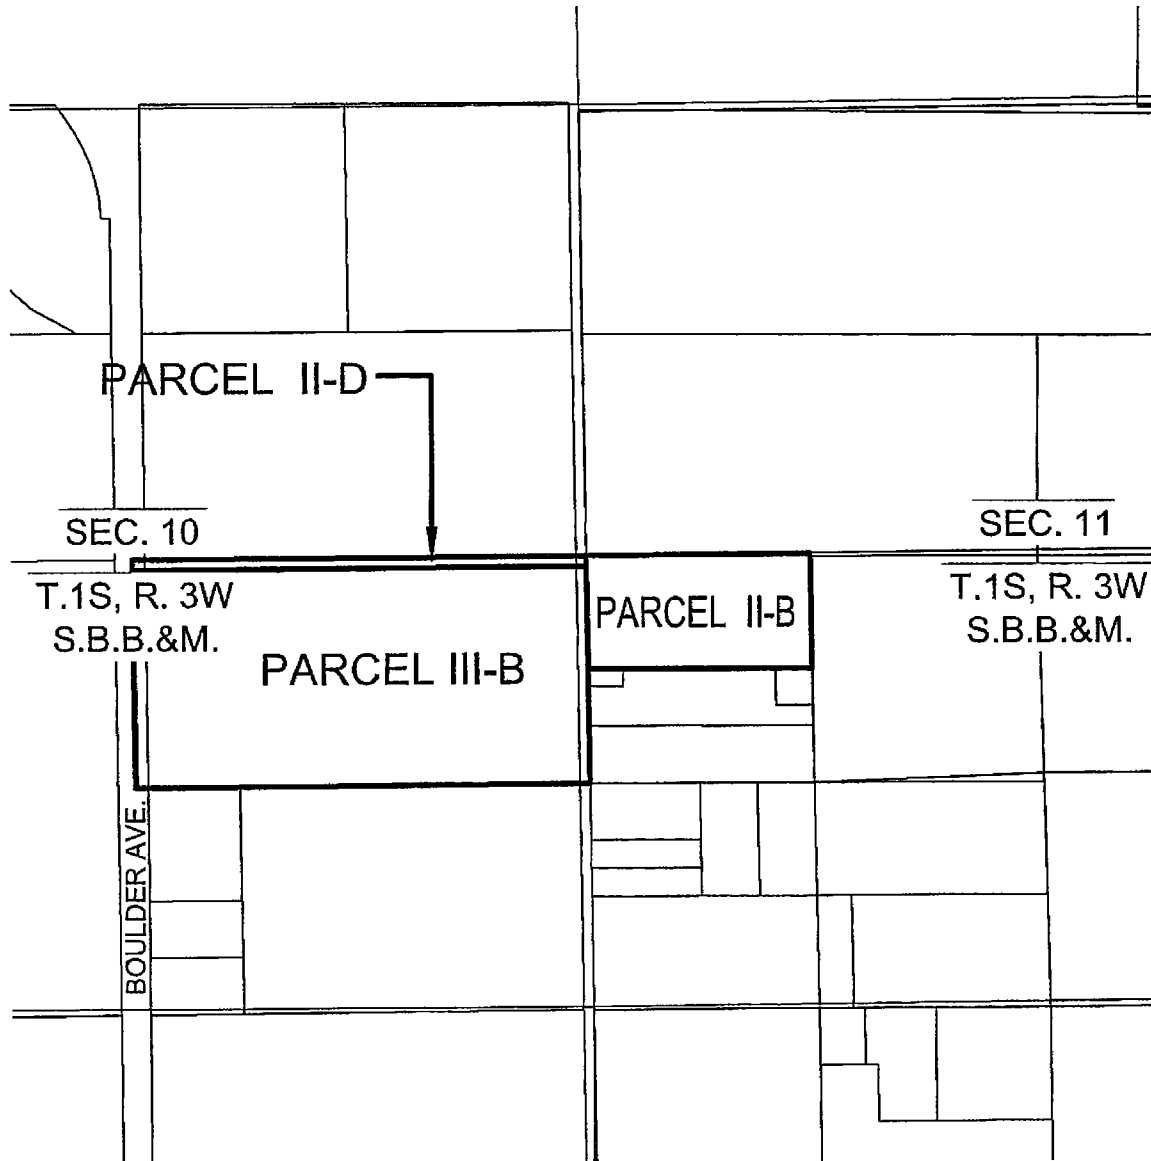 PARCEL II-D
SEC. 10
T.1S, R. 3W
S.B.B.&M.
SEC. 11
T.1S, R. 3W
S.B.B.&M.
PARCEL II-B
PARCEL III-B
BOULDER AVE.